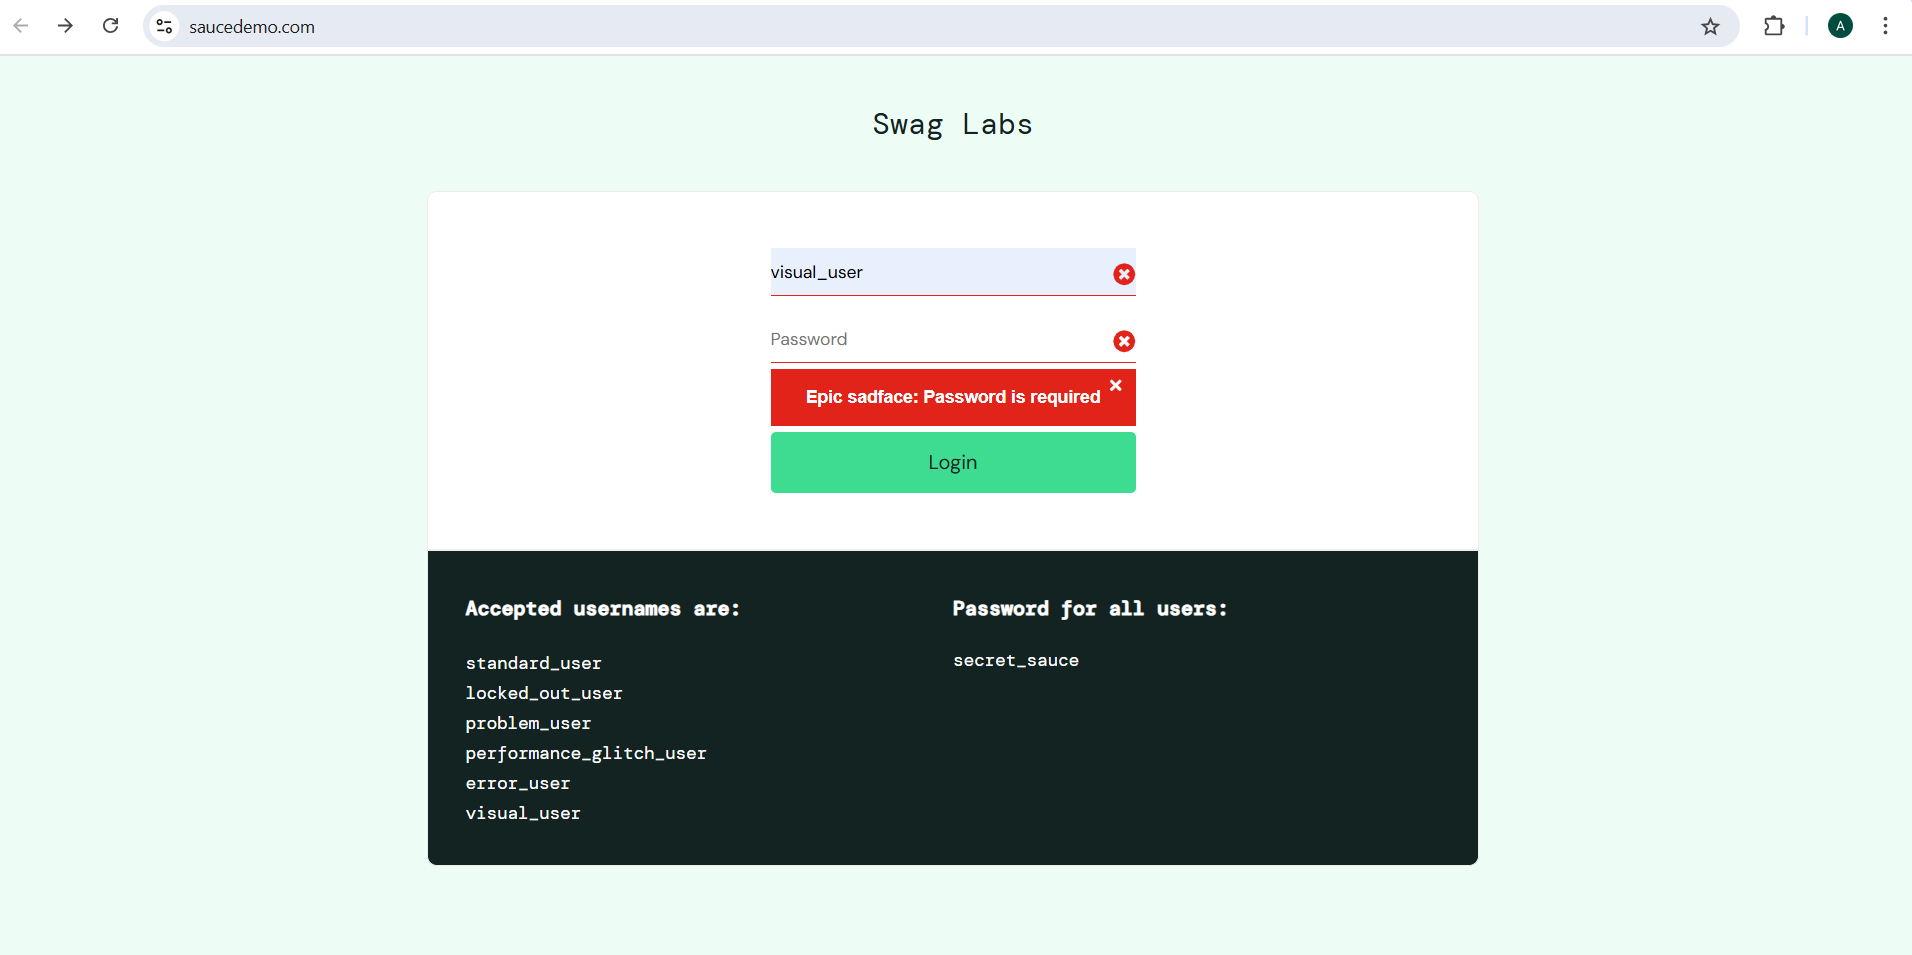 saucedemo.com
A
Swag Labs
visual_user
Password
Epic sadface: Password is required
Login
Accepted usernames are:
standard_user
locked_out_user
problem_user
performance_glitch_user
error_user
visual_user
Password for all users:
secret_sauce